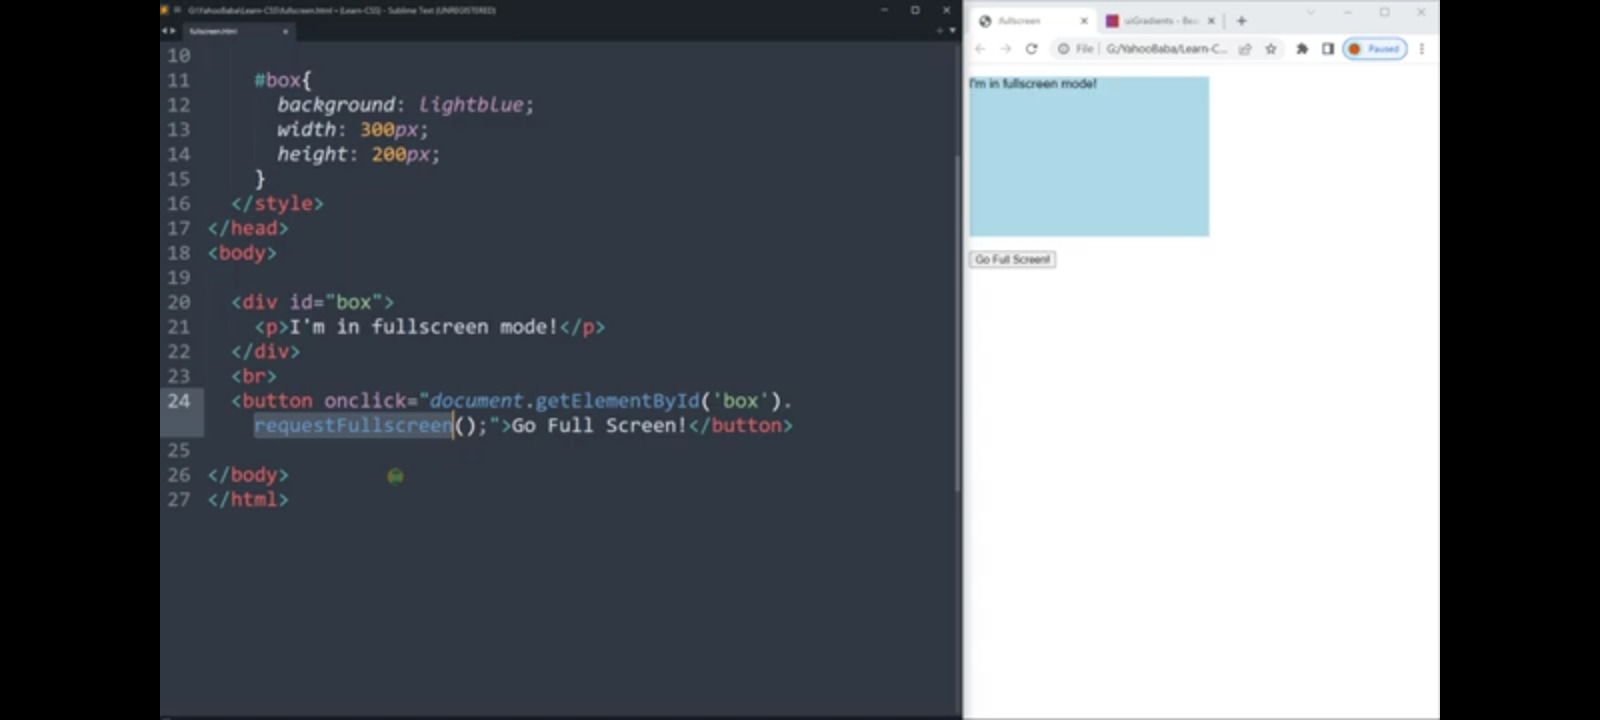 G:\YahooBaba\Learn-CSS\fullscreen.html • (Learn-CSS) - Sublime Text (UNREGISTERED)
fullscreen.html
10
11 #box{
12 background: lightblue;
13 width: 300px;
14 height: 200px;
15 }
16 </style>
17 </head>
18 <body>
19
20 <div id="box">
21 <p>I'm in fullscreen mode!</p>
22 </div>
23 <br>
24 <button onclick="document.getElementById('box').
requestFullscreen();">Go Full Screen!</button>
25
26 </body>
27 </html>
:fullscreen
uiGradients - Bea
File G:/YahooBaba/Learn-C... Paused
I'm in fullscreen mode!
Go Full Screen!